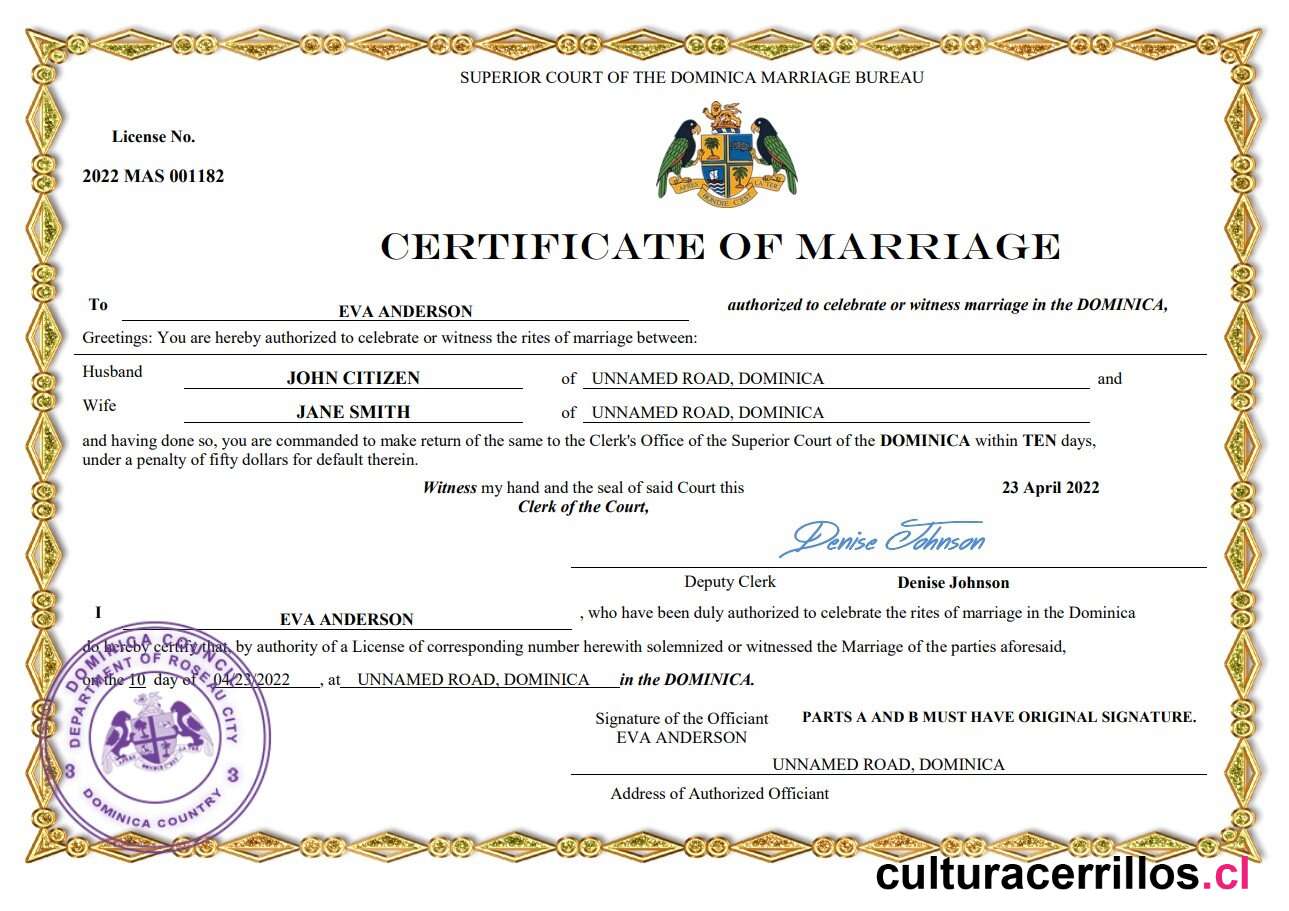 SUPERIOR COURT OF THE DOMINICA MARRIAGE BUREAU
License No.
2022 MAS 001182
APRÈS BONDIE C'EST LA TER
CERTIFICATE OF MARRIAGE
To EVA ANDERSON authorized to celebrate or witness marriage in the DOMINICA,
Greetings: You are hereby authorized to celebrate or witness the rites of marriage between:
Husband JOHN CITIZEN of UNNAMED ROAD, DOMINICA and
Wife JANE SMITH of UNNAMED ROAD, DOMINICA
and having done so, you are commanded to make return of the same to the Clerk's Office of the Superior Court of the DOMINICA within TEN days,
under a penalty of fifty dollars for default therein.
Witness my hand and the seal of said Court this 23 April 2022
Clerk of the Court,
Denise Johnson
Deputy Clerk Denise Johnson
I EVA ANDERSON , who have been duly authorized to celebrate the rites of marriage in the Dominica
do hereby certify that, by authority of a License of corresponding number herewith solemnized or witnessed the Marriage of the parties aforesaid,
on the 10 day of 04/23/2022 , at UNNAMED ROAD, DOMINICA in the DOMINICA.
Signature of the Officiant PARTS A AND B MUST HAVE ORIGINAL SIGNATURE.
EVA ANDERSON
UNNAMED ROAD, DOMINICA
Address of Authorized Officiant
DOMINICA COVINCUL
DEPARTMENT OF ROSEAU CITY
3 3
DOMINICA COUNTRY
culturacerrillos.cl